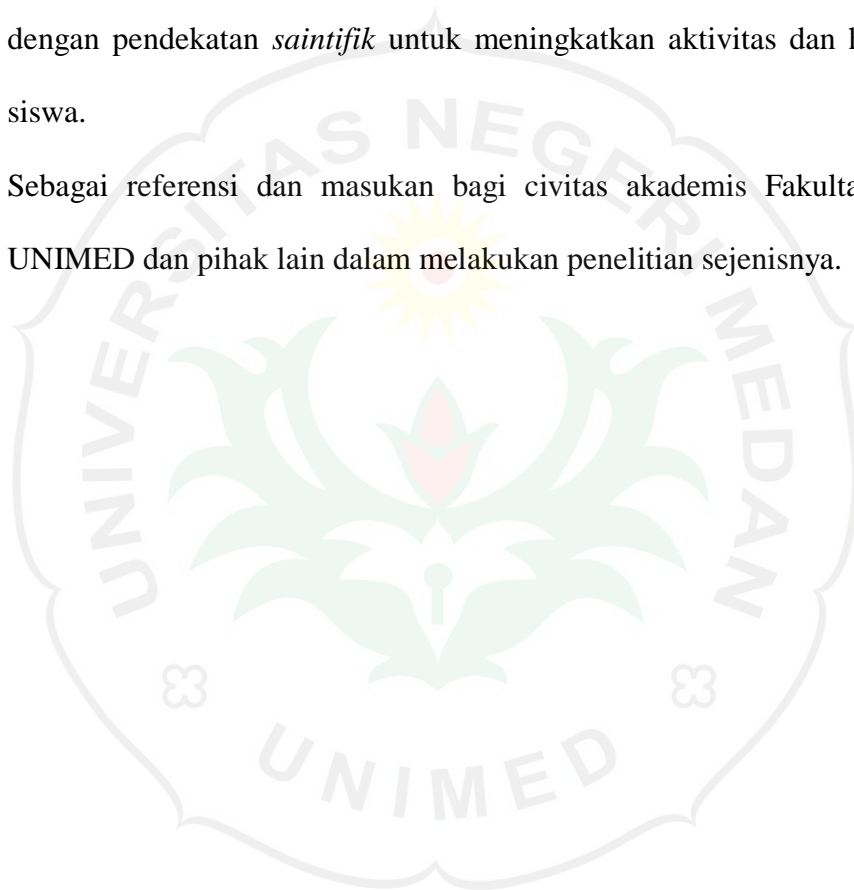 dengan pendekatan saintifik untuk meningkatkan aktivitas dan
siswa.
Sebagai referensi dan masukan bagi civitas akademis
UNIMED dan pihak lain dalam melakukan penelitian sejenisnya.
UNIVERSITAS NEGERI MEDAN
UNIMED